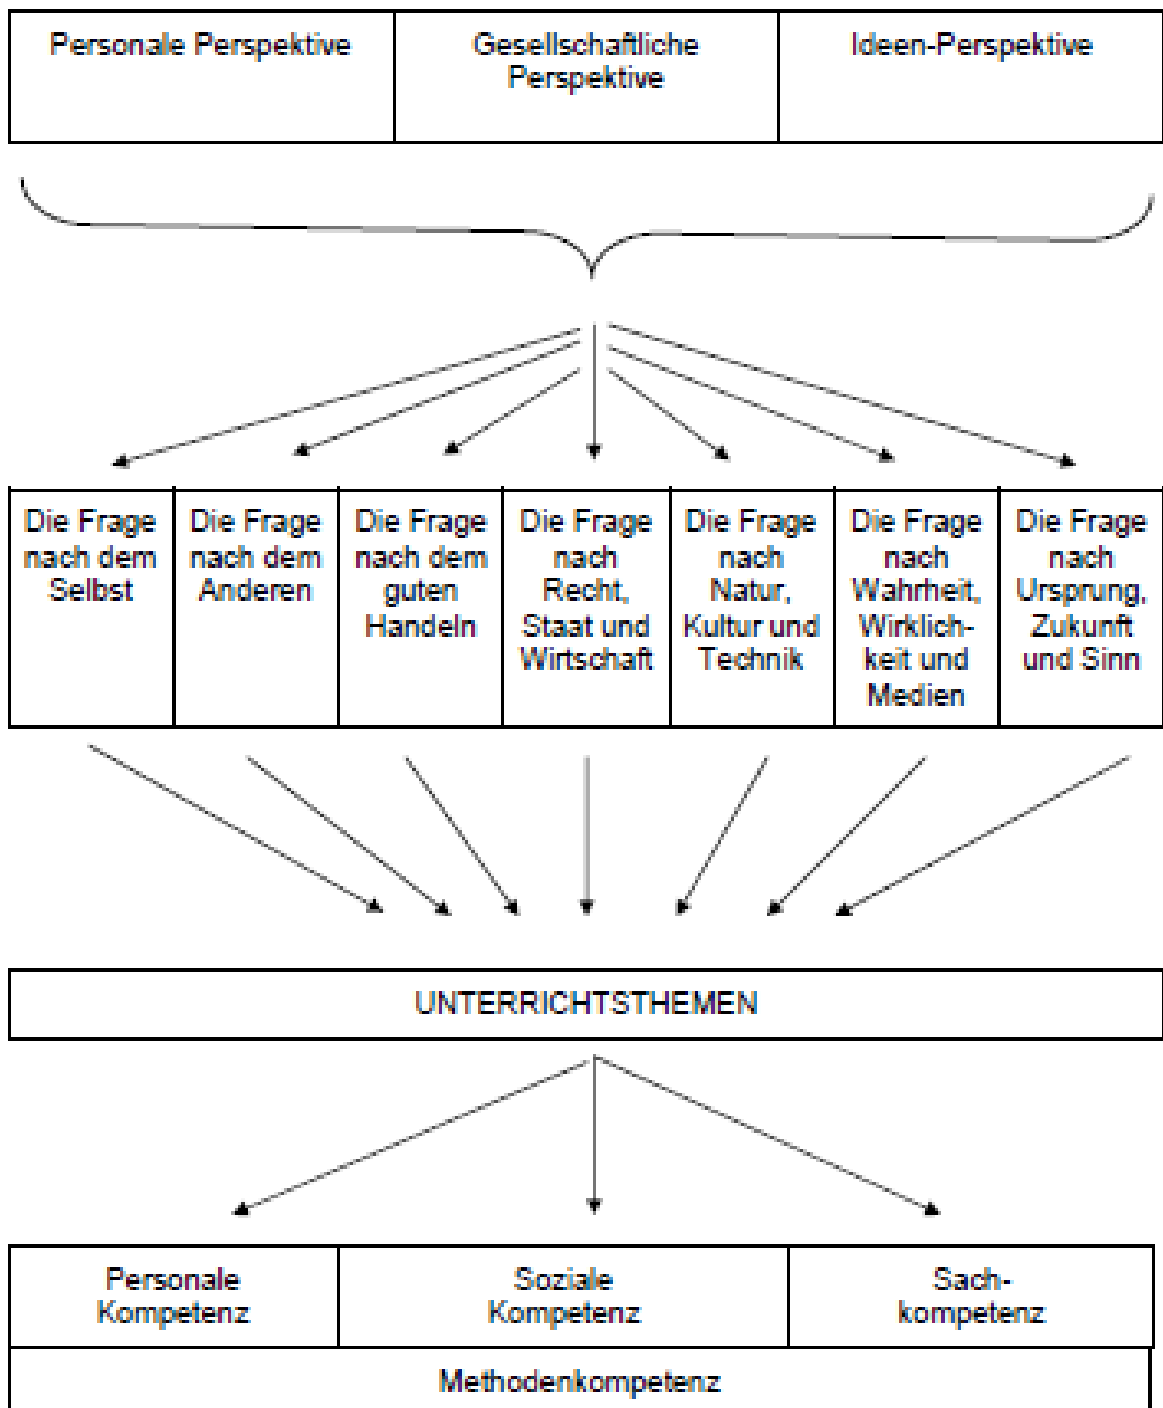 Personale Perspektive
Gesellschaftliche
Perspektive
Ideen-Perspektive
Die Frage
nach dem
Selbst
Die Frage
nach dem
Anderen
Die Frage
nach dem
guten
Handeln
Die Frage
nach
Recht,
Staat und
Wirtschaft
Die Frage
nach
Natur,
Kultur und
Technik
Die Frage
nach
Wahrheit,
Wirklich-
keit und
Medien
Die Frage
nach
Ursprung,
Zukunft
und Sinn
UNTERRICHTSTHEMEN
Personale
Kompetenz
Soziale
Kompetenz
Sach-
kompetenz
Methodenkompetenz